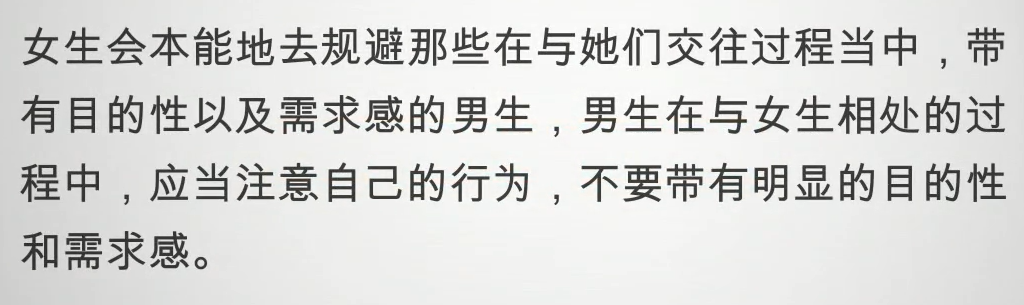 女生会本能地去规避那些在与她们交往过程当中，带
有目的性以及需求感的男生，男生在与女生相处的过
程中，应当注意自己的行为，不要带有明显的目的性
和需求感。